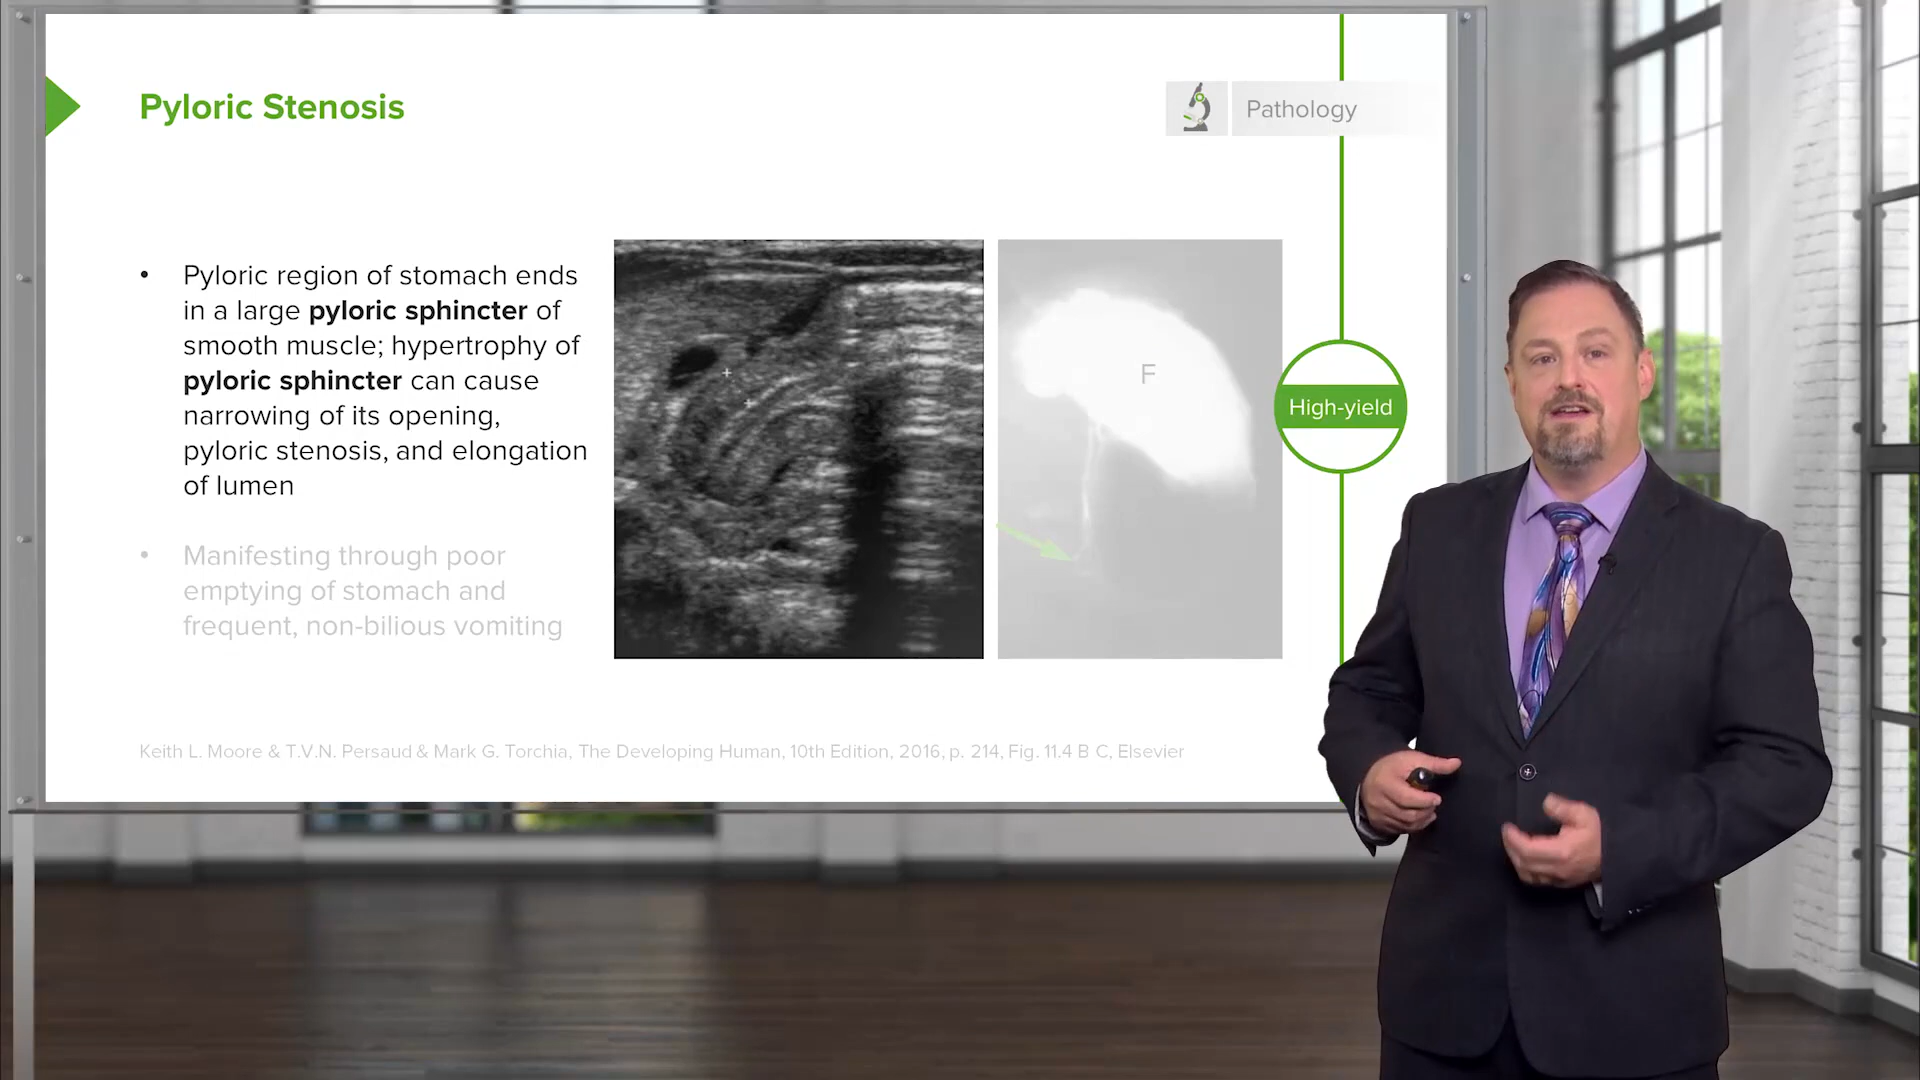 Pyloric Stenosis
Pathology
• Pyloric region of stomach ends
in a large pyloric sphincter of
smooth muscle; hypertrophy of
pyloric sphincter can cause
narrowing of its opening,
pyloric stenosis, and elongation
of lumen
• Manifesting through poor
emptying of stomach and
frequent, non-bilious vomiting
F
High-yield
Keith L. Moore & T.V.N. Persaud & Mark G. Torchia, The Developing Human, 10th Edition, 2016, p. 214, Fig. 11.4 B C, Elsevier